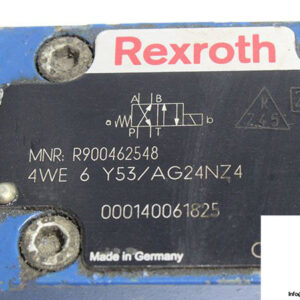 Rexroth
A B
a b
P T
MNR: R900462548
4WE 6 Y53/AG24NZ4
000140061825
Made in Germany